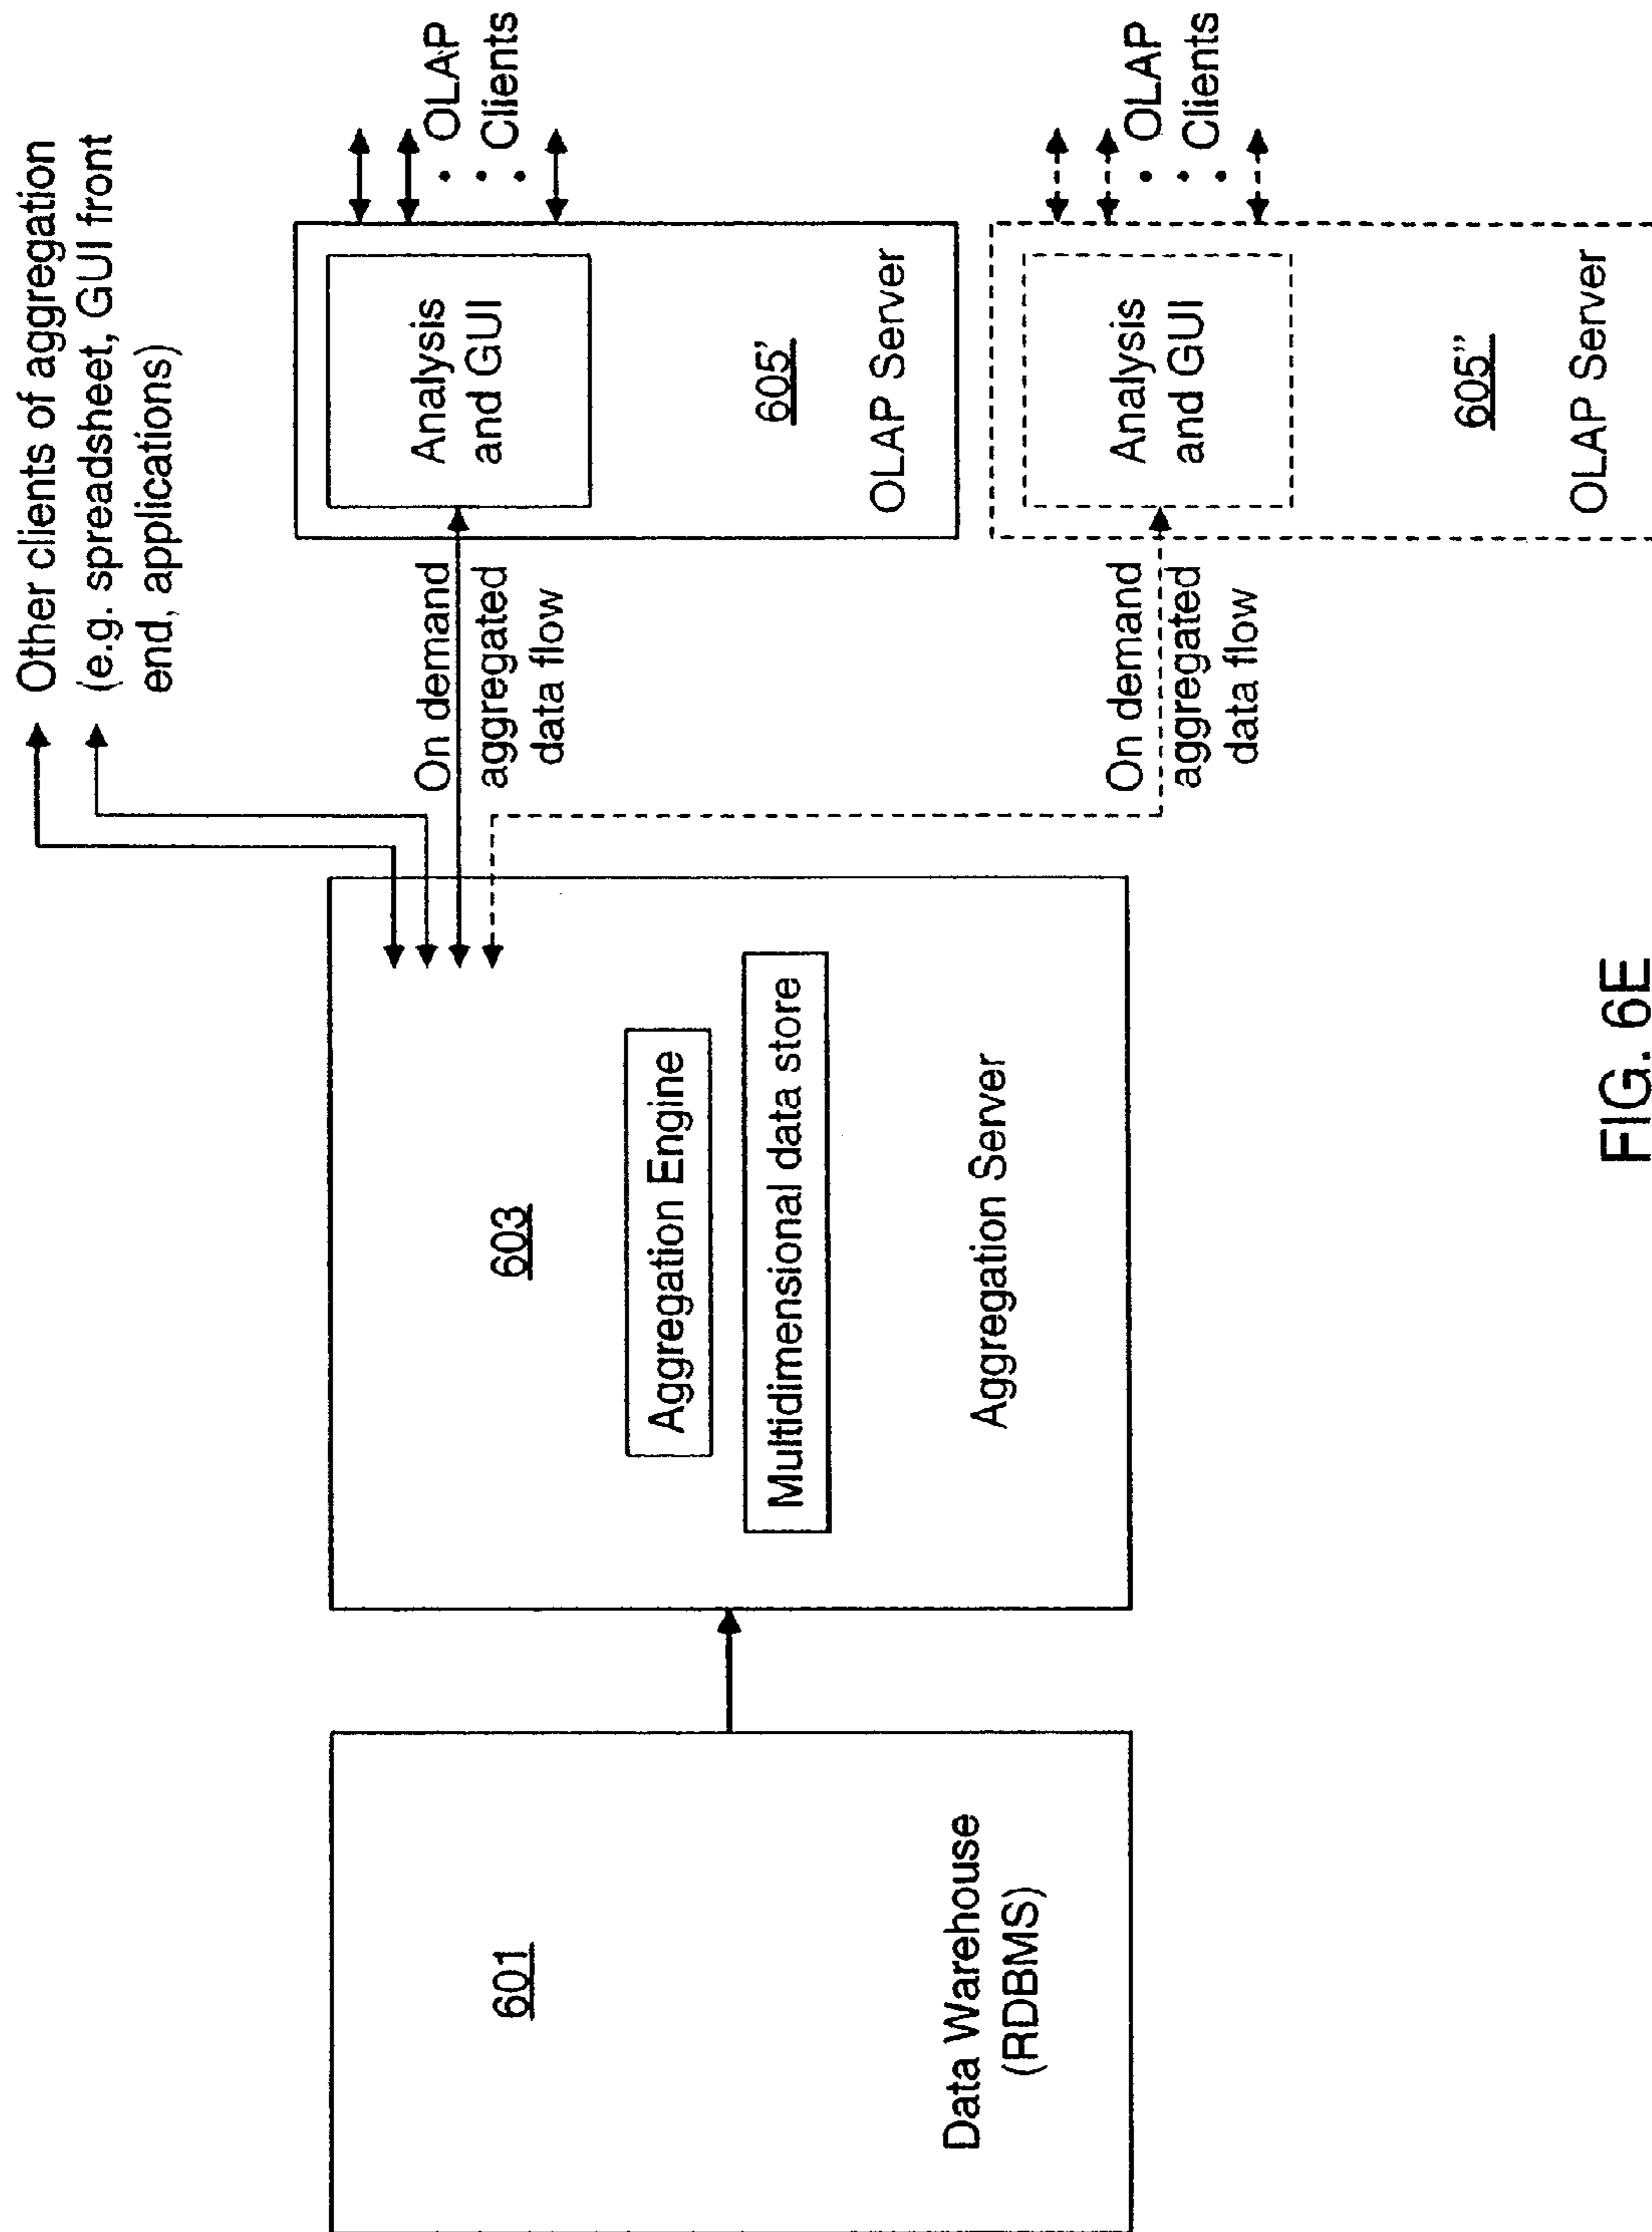 Other clients of aggregation
(e.g. spreadsheet, GUI front
end, applications)
601
Data Warehouse
(RDBMS)
603
Aggregation Engine
Multidimensional data store
Aggregation Server
On demand
aggregated
data flow
Analysis
and GUI
605'
OLAP Server
OLAP
Clients
On demand
aggregated
data flow
Analysis
and GUI
605''
OLAP Server
OLAP
Clients
FIG. 6E